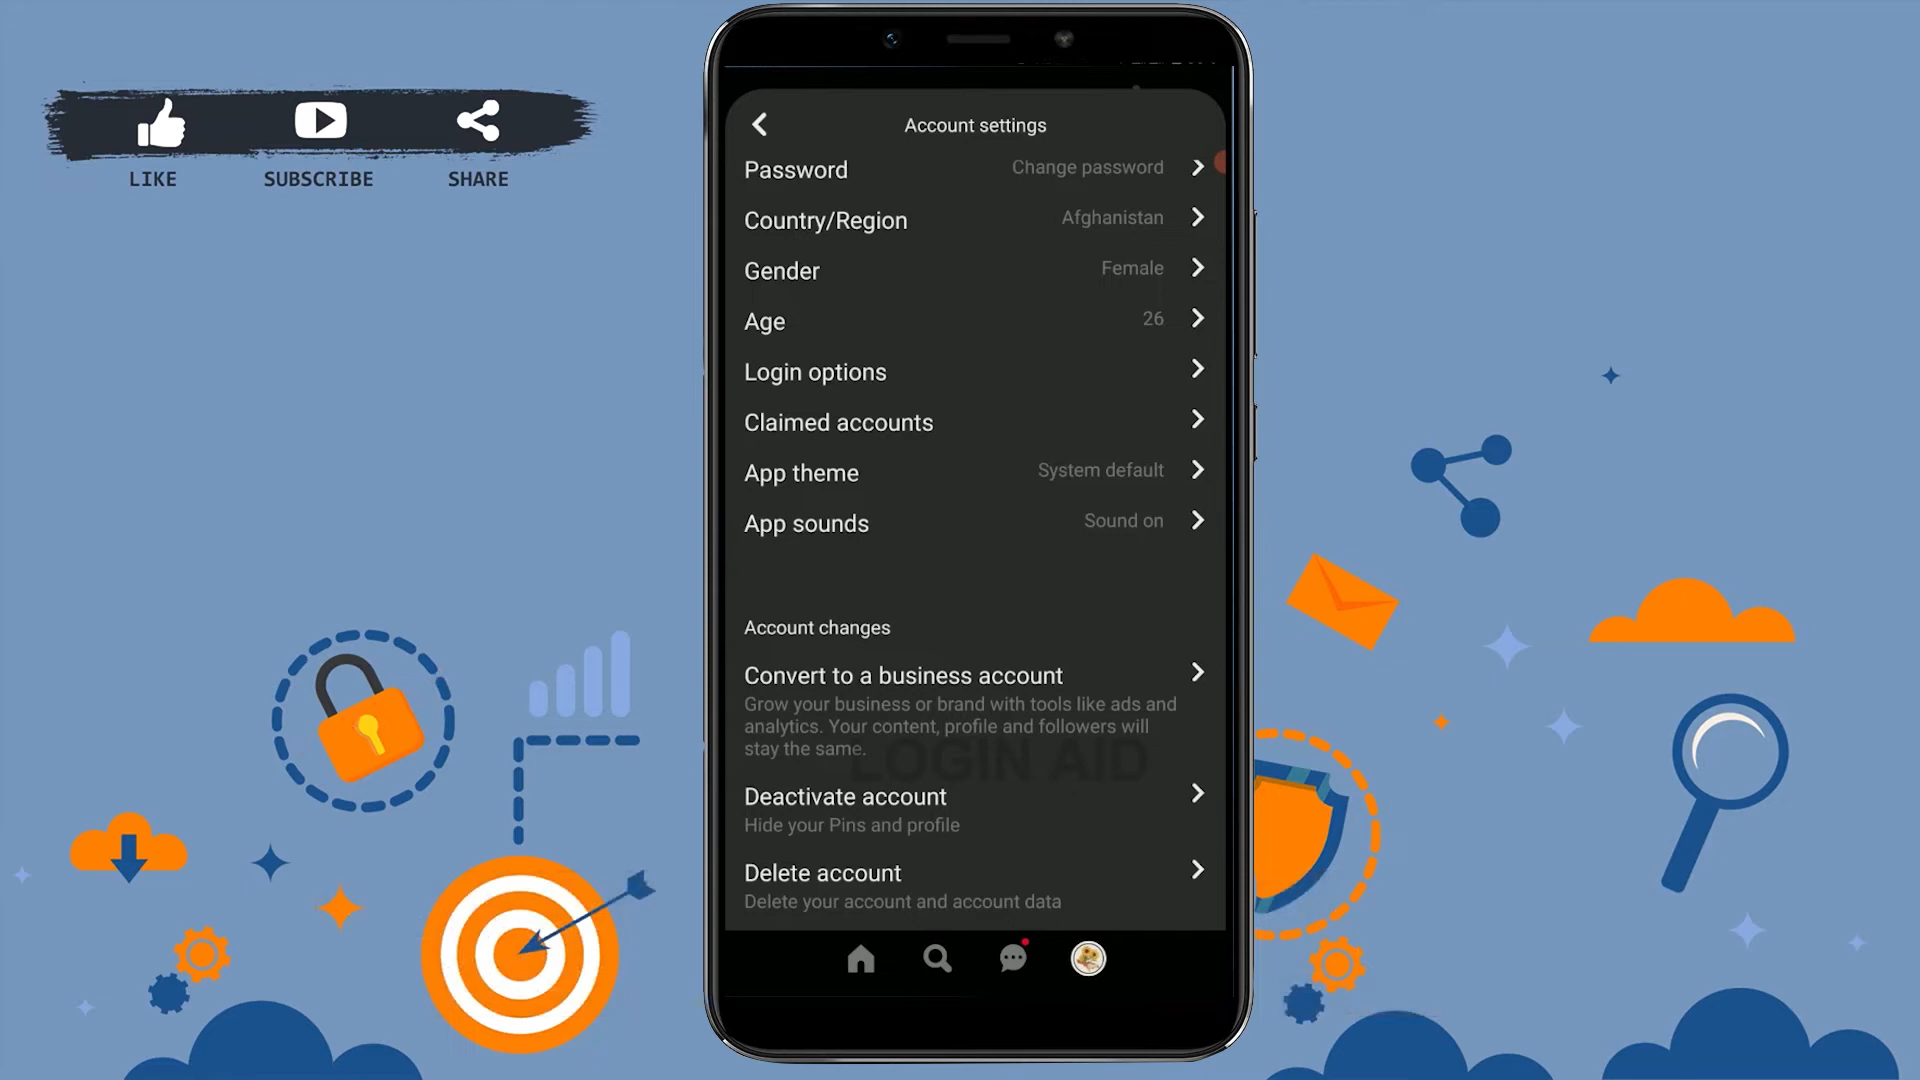 LIKE
SUBSCRIBE
SHARE
Account settings
Password
Change password
Country/Region
Afghanistan
Gender
Female
Age
26
Login options
Claimed accounts
App theme
System default
App sounds
Sound on
Account changes
Convert to a business account
Grow your business or brand with tools like ads and
analytics. Your content, profile and followers will
stay the same.
LOGIN AID
Deactivate account
Hide your Pins and profile
Delete account
Delete your account and account data